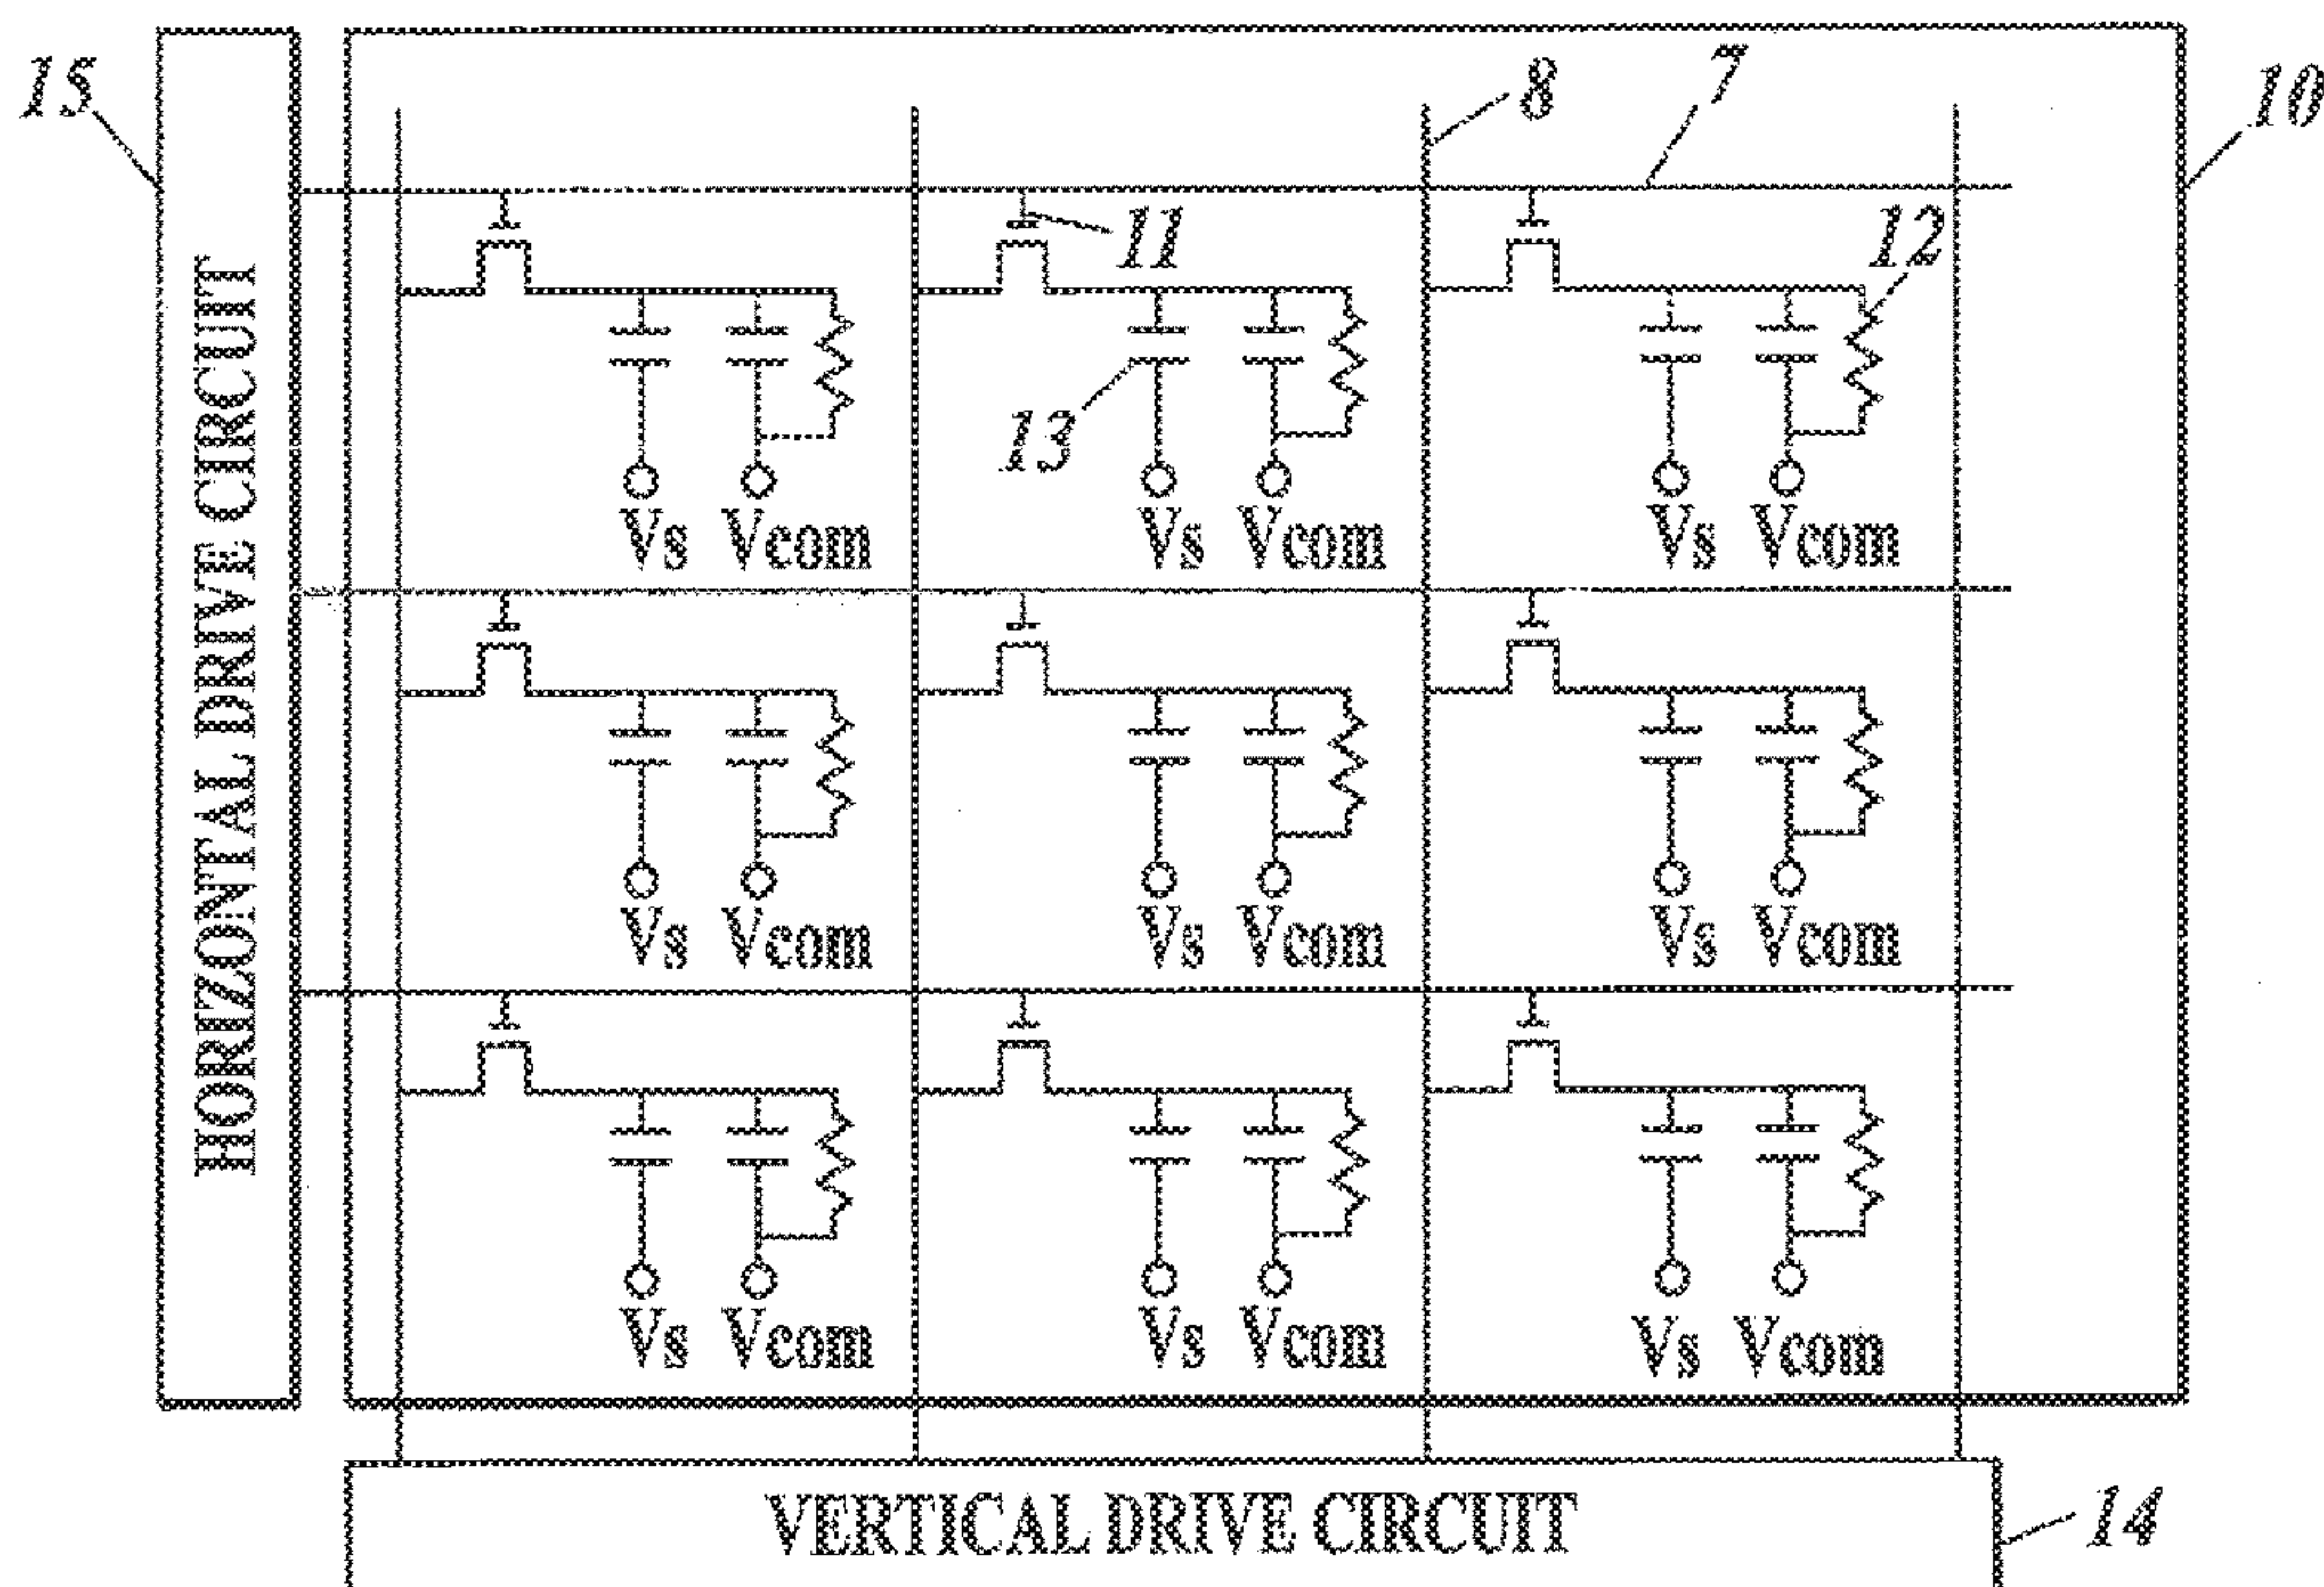 15
8
7
10
11
12
13
HORIZONTAL DRIVE CIRCUIT
Vs Vcom Vs Vcom Vs Vcom
Vs Vcom Vs Vcom Vs Vcom
Vs Vcom Vs Vcom Vs Vcom
VERTICAL DRIVE CIRCUIT
14